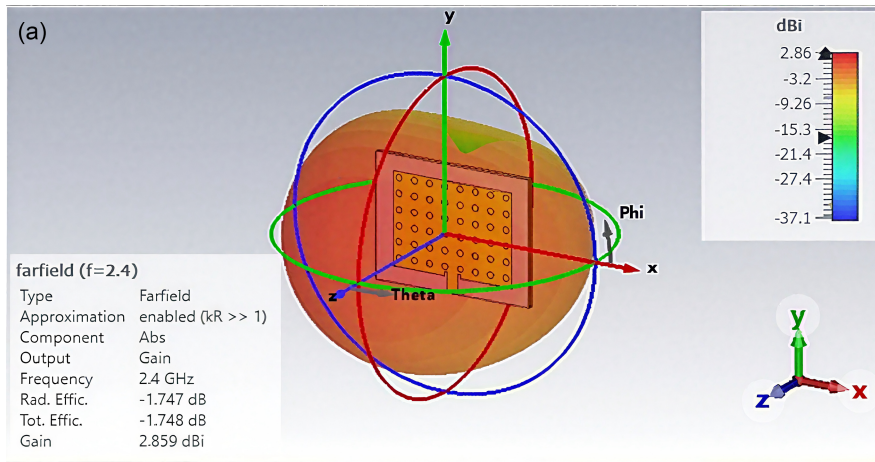 (a)
y
dBi
2.86
-3.2
-9.26
-15.3
-21.4
-27.4
-37.1
Phi
x
z
Theta
farfield (f=2.4)
Type Farfield
Approximation enabled (kR >> 1)
Component Abs
Output Gain
Frequency 2.4 GHz
Rad. Effic. -1.747 dB
Tot. Effic. -1.748 dB
Gain 2.859 dBi
y
z
x